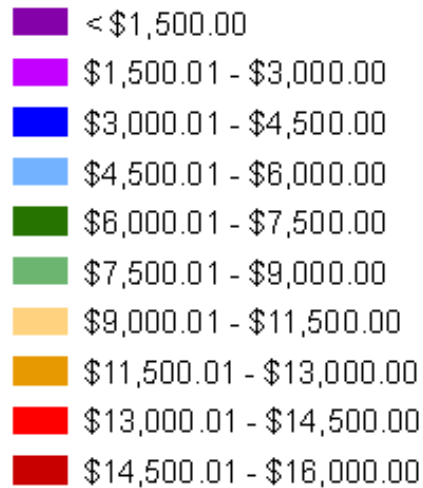 < $1,500.00
$1,500.01 - $3,000.00
$3,000.01 - $4,500.00
$4,500.01 - $6,000.00
$6,000.01 - $7,500.00
$7,500.01 - $9,000.00
$9,000.01 - $11,500.00
$11,500.01 - $13,000.00
$13,000.01 - $14,500.00
$14,500.01 - $16,000.00